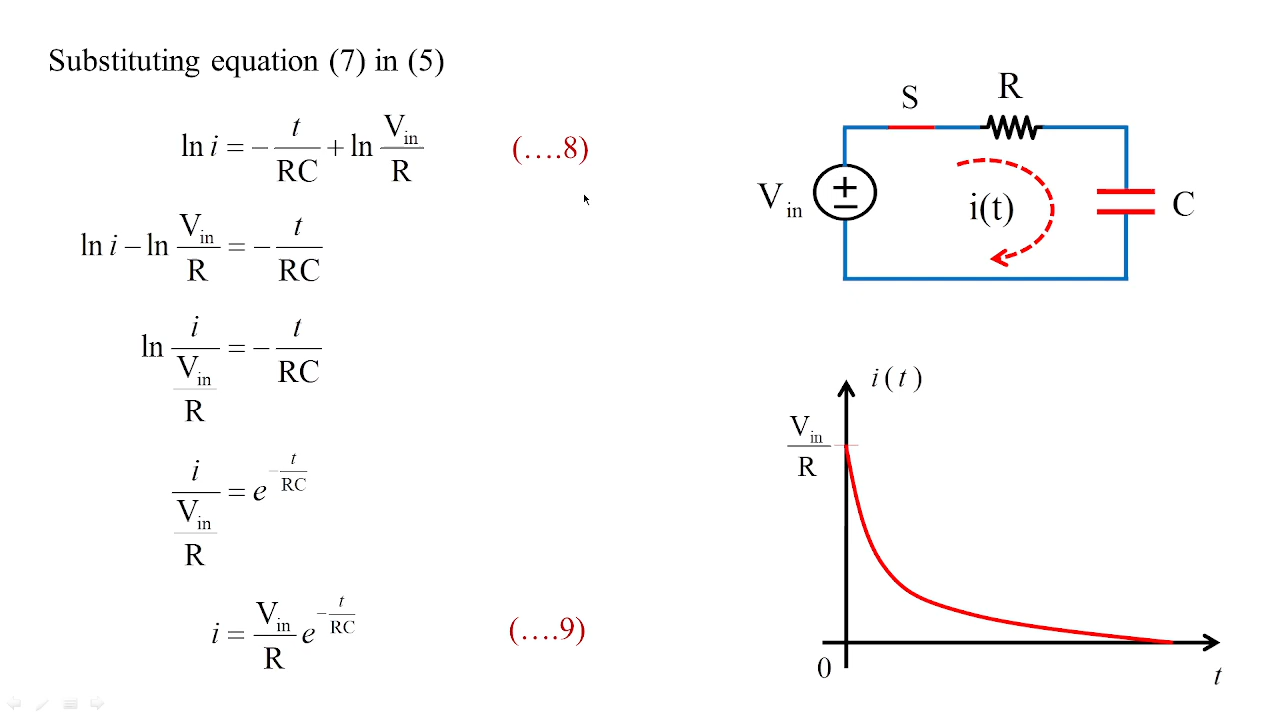 Substituting equation (7) in (5)
ln i = − t/RC + ln Vin/R (….8)
ln i − ln Vin/R = − t/RC
ln i/(Vin/R) = − t/RC
i/(Vin/R) = e^(−t/RC)
i = Vin/R e^(−t/RC) (….9)
S
R
Vin
+
−
i(t)
C
i(t)
Vin/R
0
t